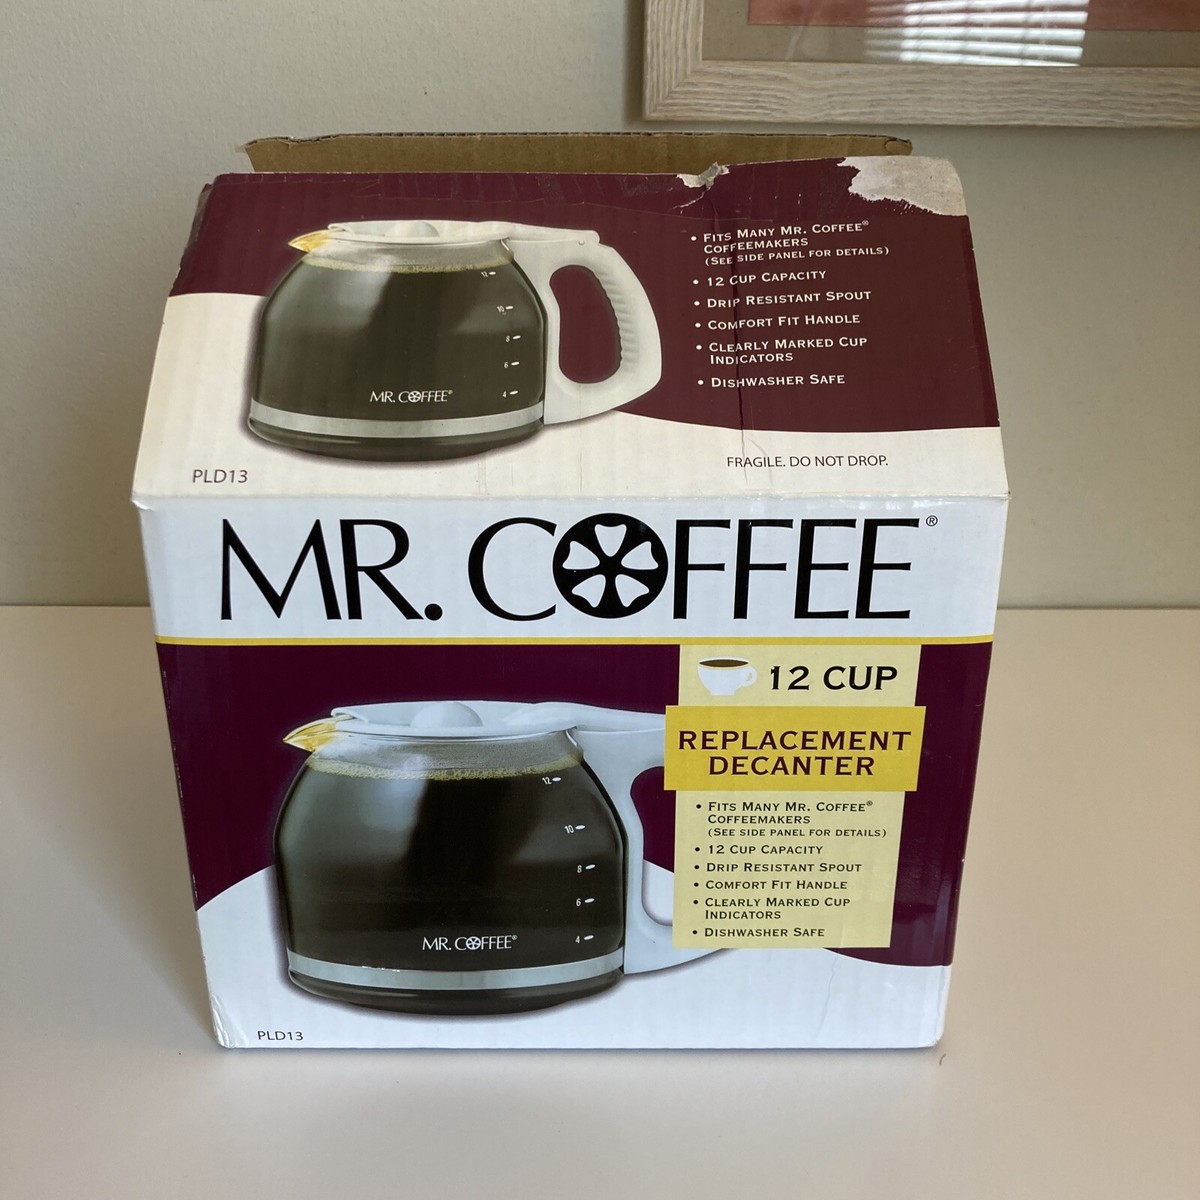 • FITS MANY MR. COFFEE®
COFFEEMAKERS
(SEE SIDE PANEL FOR DETAILS)
• 12 CUP CAPACITY
• DRIP RESISTANT SPOUT
• COMFORT FIT HANDLE
• CLEARLY MARKED CUP
INDICATORS
• DISHWASHER SAFE
12
10
8
6
4
MR. COFFEE®
FRAGILE. DO NOT DROP.
PLD13
MR. COFFEE®
12 CUP
REPLACEMENT
DECANTER
• FITS MANY MR. COFFEE®
COFFEEMAKERS
(SEE SIDE PANEL FOR DETAILS)
• 12 CUP CAPACITY
• DRIP RESISTANT SPOUT
• COMFORT FIT HANDLE
• CLEARLY MARKED CUP
INDICATORS
• DISHWASHER SAFE
12
10
8
6
4
MR. COFFEE®
PLD13